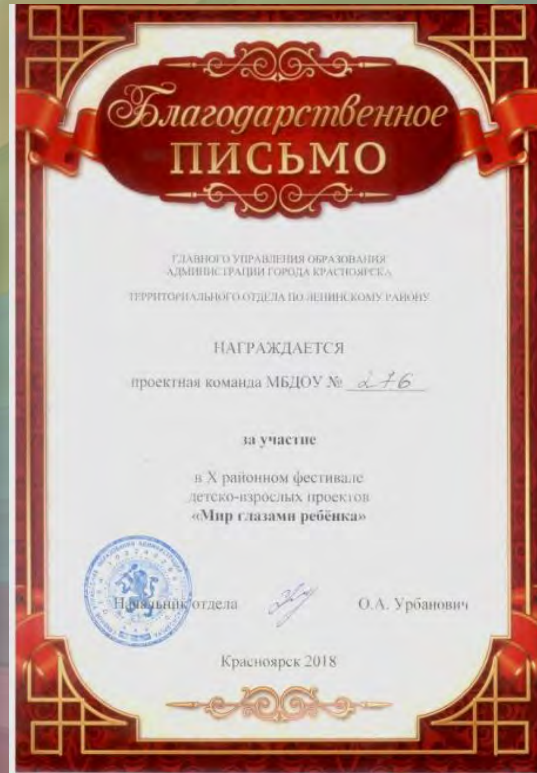 Благодарственное
ПИСЬМО
ГЛАВНОГО УПРАВЛЕНИЯ ОБРАЗОВАНИЯ
АДМИНИСТРАЦИИ ГОРОДА КРАСНОЯРСКА
ТЕРРИТОРИАЛЬНОГО ОТДЕЛА ПО ЛЕНИНСКОМУ РАЙОНУ
НАГРАЖДАЕТСЯ
проектная команда МБДОУ № 276
за участие
в X районном фестивале
детско-взрослых проектов
«Мир глазами ребёнка»
Начальник отдела О.А. Урбанович
Красноярск 2018